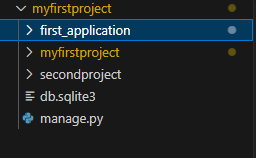 myfirstproject
first_application
myfirstproject
secondproject
db.sqlite3
manage.py